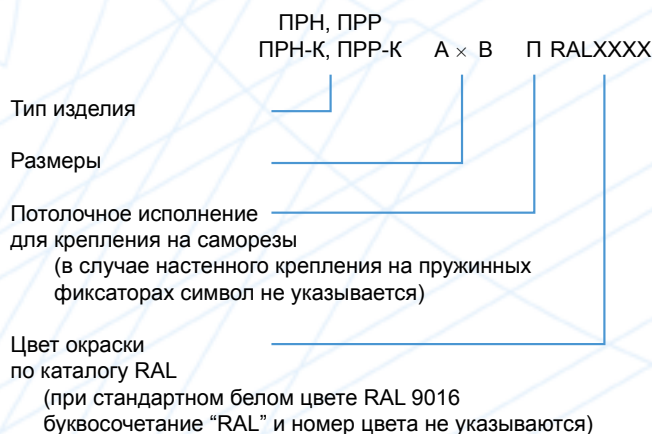 ПРН, ПРР
ПРН-К, ПРР-К А × В П RALXXXX
Тип изделия
Размеры
Потолочное исполнение
для крепления на саморезы
(в случае настенного крепления на пружинных
фиксаторах символ не указывается)
Цвет окраски
по каталогу RAL
(при стандартном белом цвете RAL 9016
буквосочетание “RAL” и номер цвета не указываются)